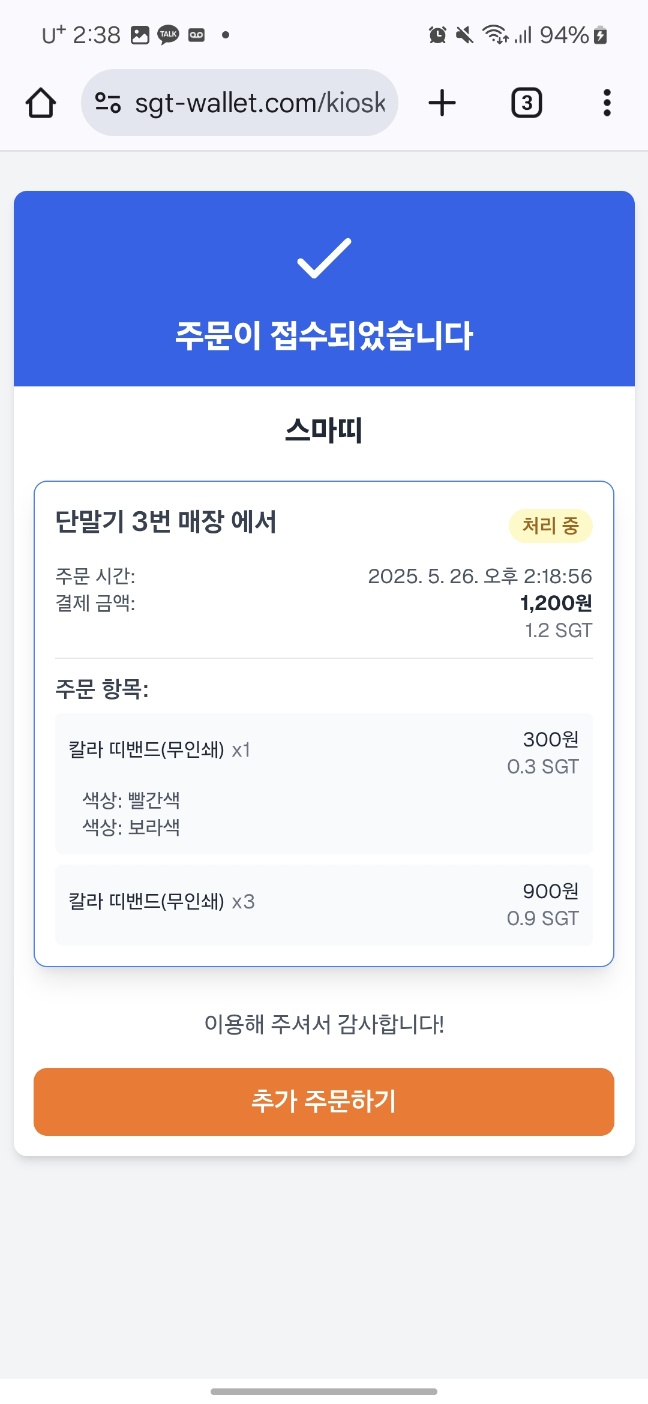 U+ 2:38 TALK 94%
sgt-wallet.com/kiosk 3
주문이 접수되었습니다
스마띠
단말기 3번 매장 에서 처리 중
주문 시간: 2025. 5. 26. 오후 2:18:56
결제 금액: 1,200원
1.2 SGT
주문 항목:
칼라 띠밴드(무인쇄) x1 300원
0.3 SGT
색상: 빨간색
색상: 보라색
칼라 띠밴드(무인쇄) x3 900원
0.9 SGT
이용해 주셔서 감사합니다!
추가 주문하기